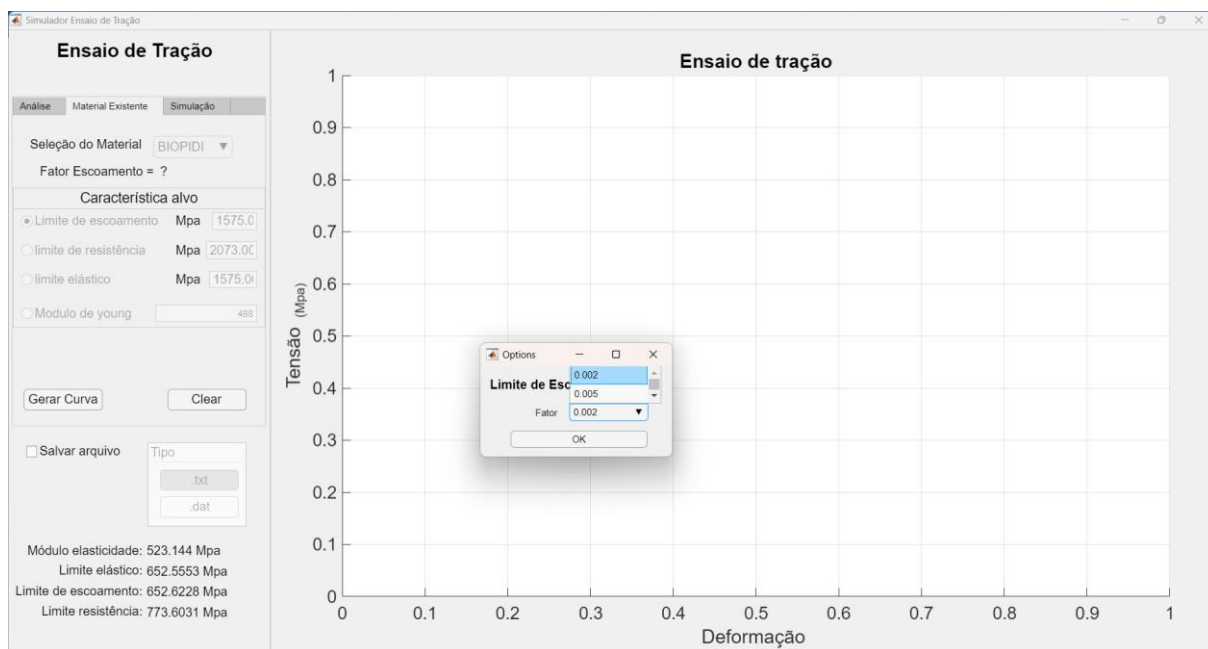 Simulador Ensaio de Tração
Ensaio de Tração
Análise Material Existente Simulação
Seleção do Material BIOPIDI
Fator Escoamento = ?
Característica alvo
Limite de escoamento Mpa 1575.0
limite de resistência Mpa 2073.00
limite elástico Mpa 1575.0
Modulo de young 488
Gerar Curva Clear
Salvar arquivo Tipo
.txt
.dat
Módulo elasticidade: 523.144 Mpa
Limite elástico: 652.5553 Mpa
Limite de escoamento: 652.6228 Mpa
Limite resistência: 773.6031 Mpa
Ensaio de tração
1
0.9
0.8
0.7
0.6
0.5
0.4
0.3
0.2
0.1
0
Tensão (Mpa)
0 0.1 0.2 0.3 0.4 0.5 0.6 0.7 0.8 0.9 1
Deformação
Options
0.002
Limite de Esc
0.005
Fator 0.002
OK